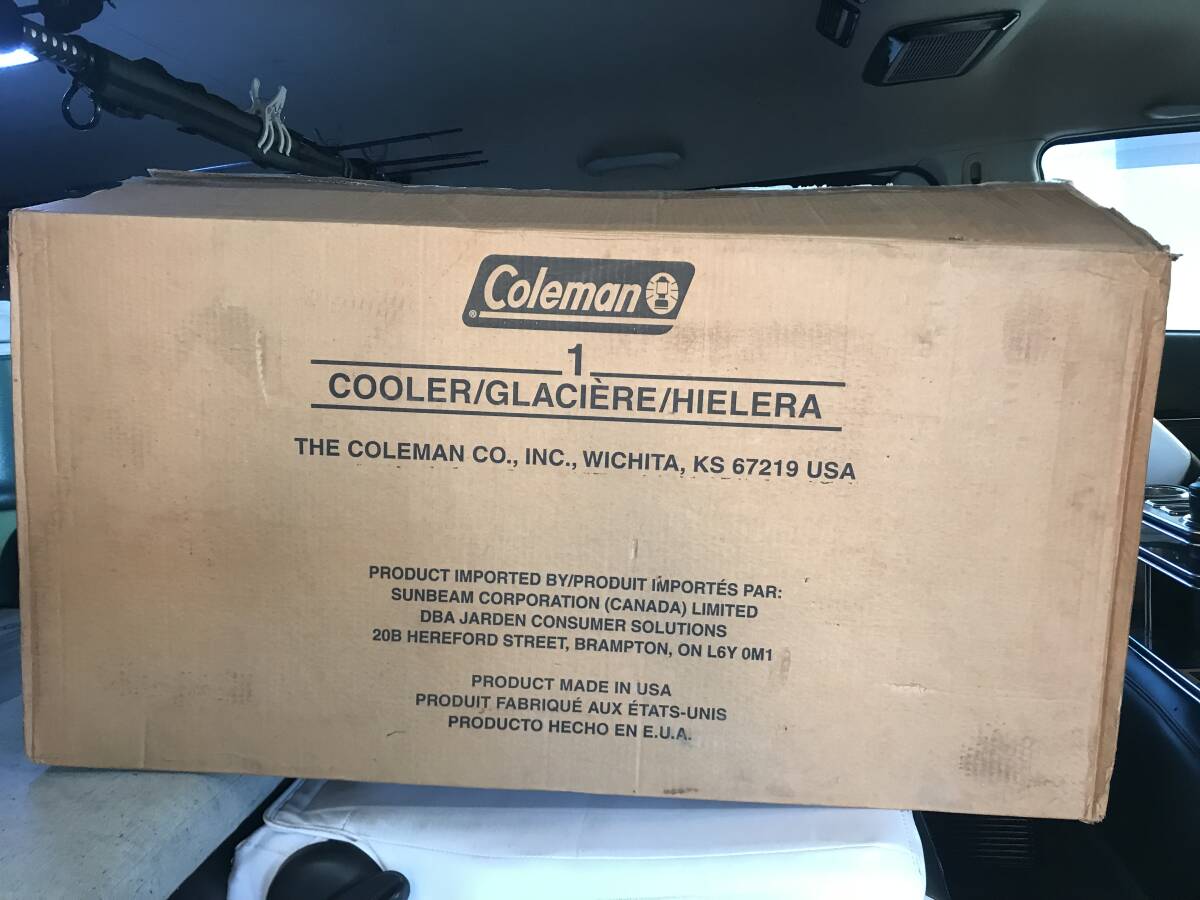 Coleman
®
1
COOLER/GLACIÈRE/HIELERA
THE COLEMAN CO., INC., WICHITA, KS 67219 USA
PRODUCT IMPORTED BY/PRODUIT IMPORTÉS PAR:
SUNBEAM CORPORATION (CANADA) LIMITED
DBA JARDEN CONSUMER SOLUTIONS
20B HEREFORD STREET, BRAMPTON, ON L6Y 0M1
PRODUCT MADE IN USA
PRODUIT FABRIQUÉ AUX ÉTATS-UNIS
PRODUCTO HECHO EN E.U.A.